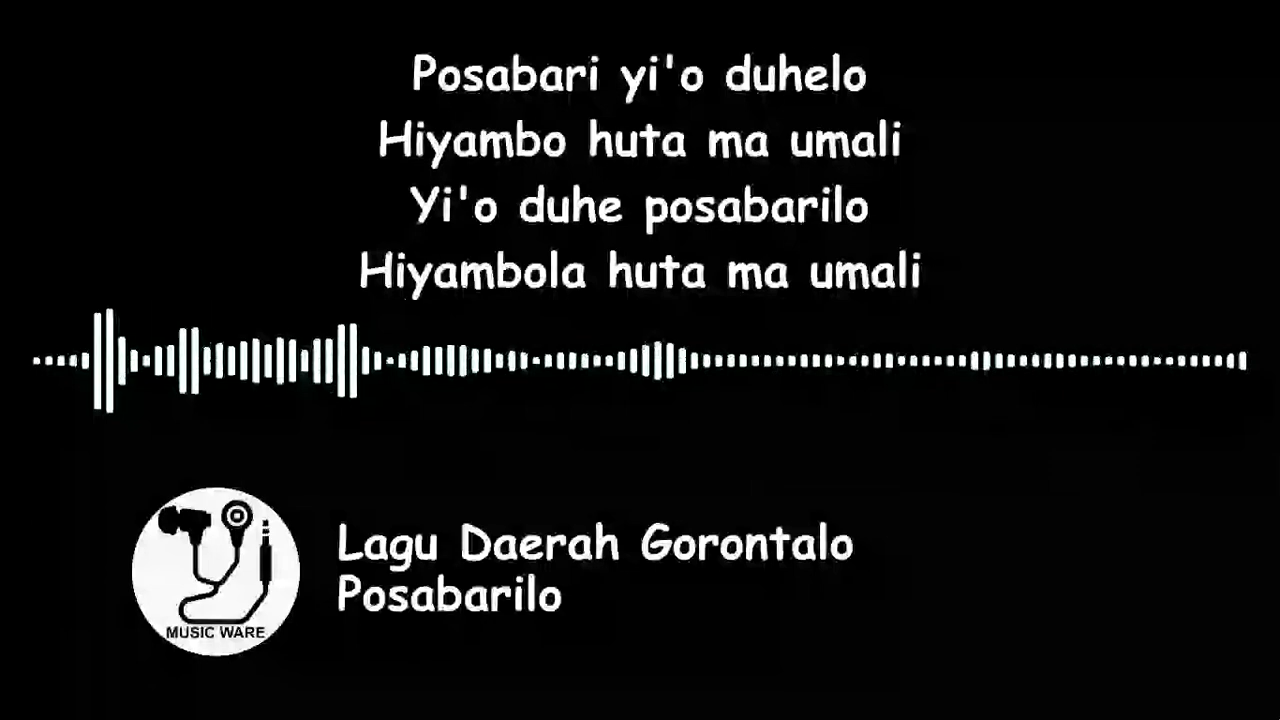 Posabari yi'o duhelo
Hiyambo huta ma umali
Yi'o duhe posabarilo
Hiyambola huta ma umali
Lagu Daerah Gorontalo
Posabarilo
MUSIC WARE